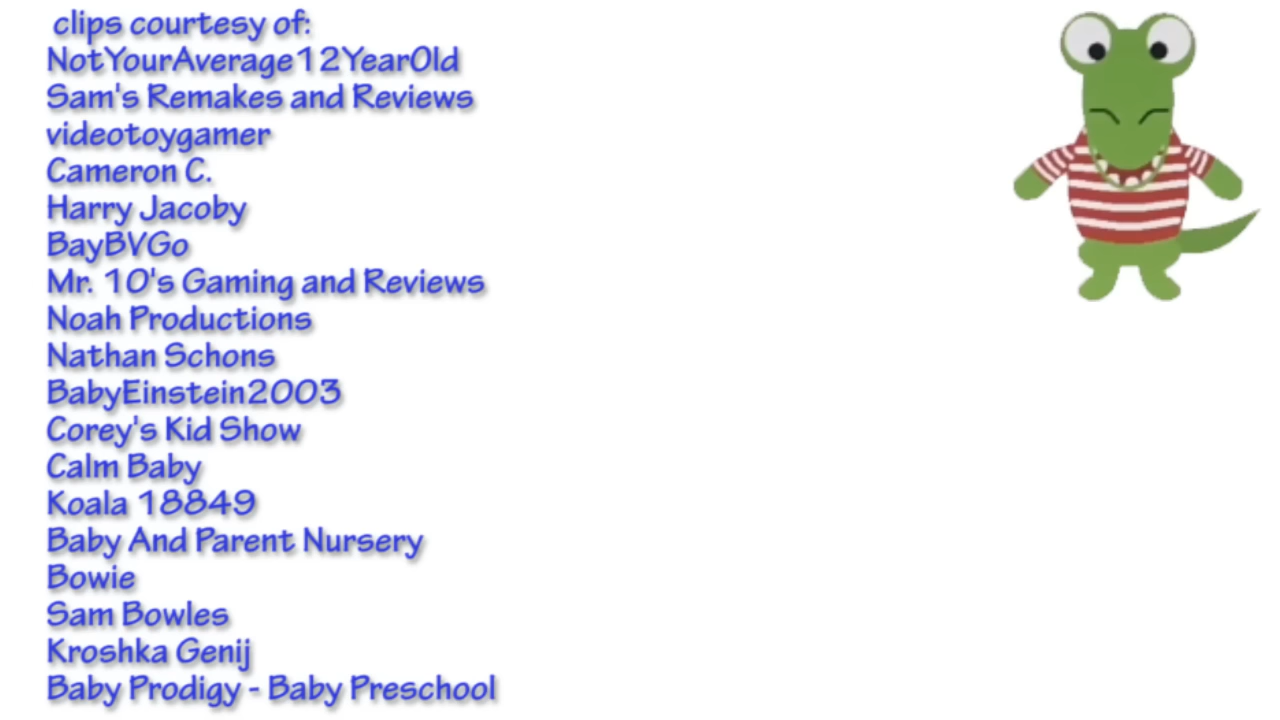 clips courtesy of:
NotYourAverage12YearOld
Sam's Remakes and Reviews
videotoygamer
Cameron C.
Harry Jacoby
BayBVGo
Mr. 10's Gaming and Reviews
Noah Productions
Nathan Schons
BabyEinstein2003
Corey's Kid Show
Calm Baby
Koala 18849
Baby And Parent Nursery
Bowie
Sam Bowles
Kroshka Genij
Baby Prodigy - Baby Preschool